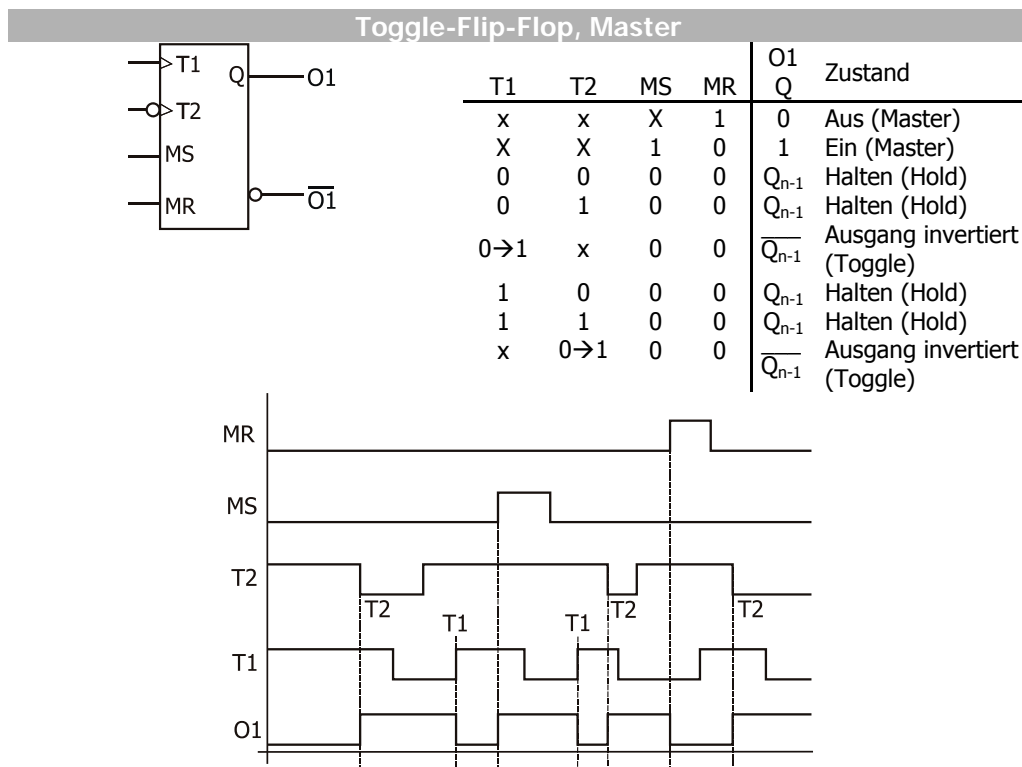 Toggle-Flip-Flop, Master
T1 Q O1
T2
MS
MR O1
T1 T2 MS MR O1 Q Zustand
x x X 1 0 Aus (Master)
X X 1 0 1 Ein (Master)
0 0 0 0 Qn-1 Halten (Hold)
0 1 0 0 Qn-1 Halten (Hold)
0→1 x 0 0 Qn-1 Ausgang invertiert
(Toggle)
1 0 0 0 Qn-1 Halten (Hold)
1 1 0 0 Qn-1 Halten (Hold)
x 0→1 0 0 Qn-1 Ausgang invertiert
(Toggle)
MR
MS
T2
T2 T2 T2
T1 T1
T1
O1